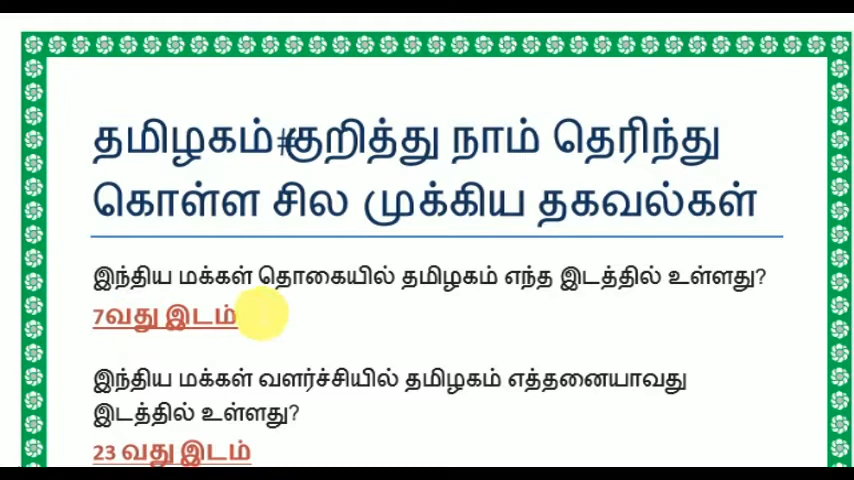 தமிழகம் குறித்து நாம் தெரிந்து
கொள்ள சில முக்கிய தகவல்கள்
இந்திய மக்கள் தொகையில் தமிழகம் எந்த இடத்தில் உள்ளது?
7வது இடம்
இந்திய மக்கள் வளர்ச்சியில் தமிழகம் எத்தனையாவது
இடத்தில் உள்ளது?
23 வது இடம்